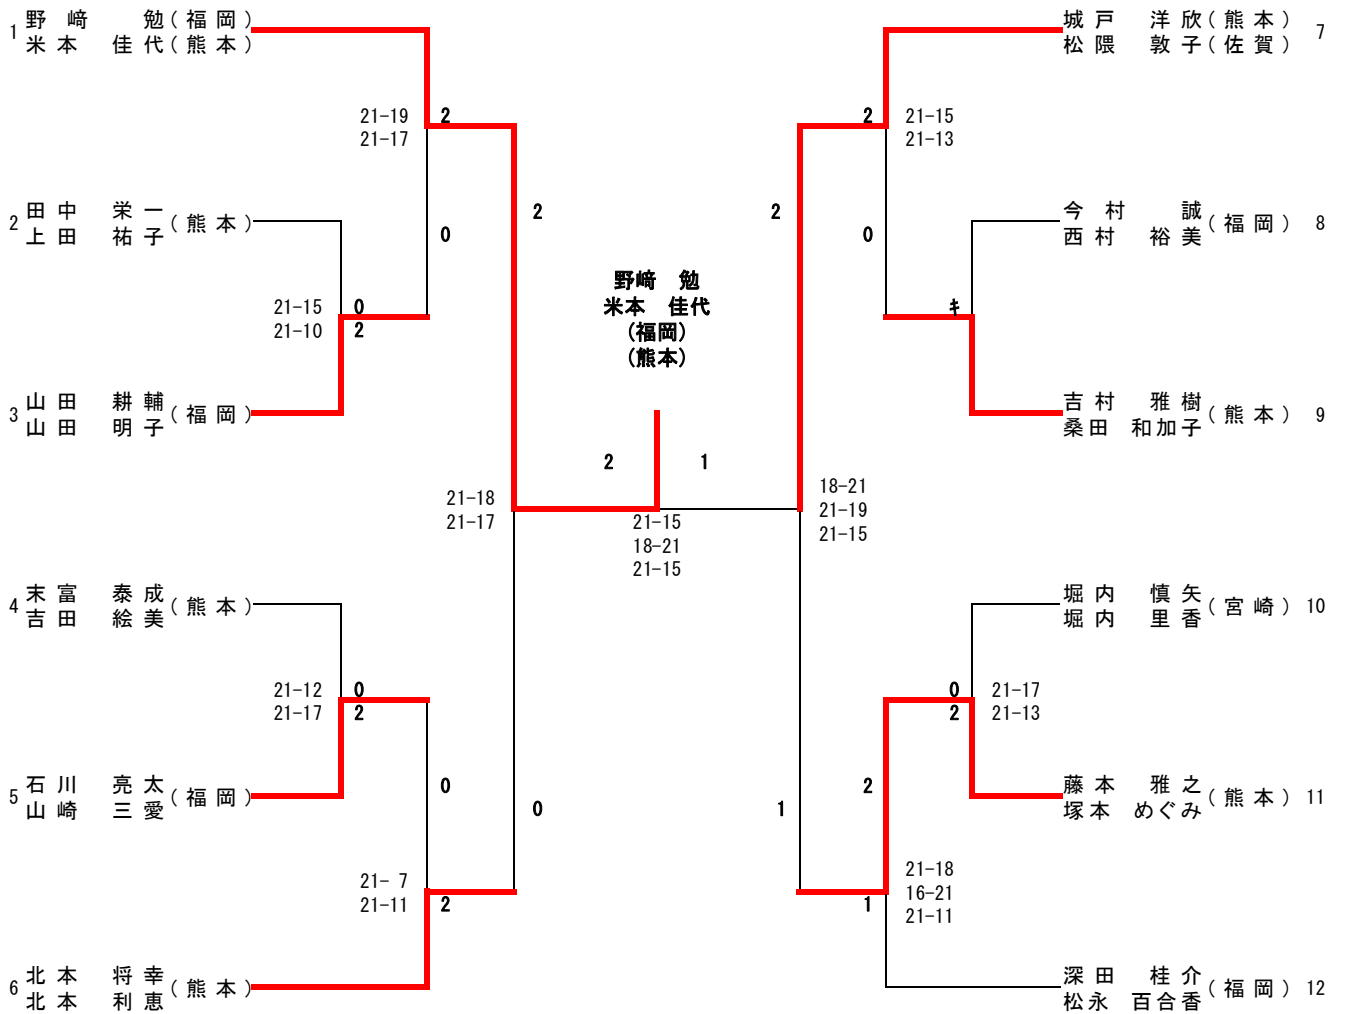 1 野﨑 勉(福岡)
米本 佳代(熊本)
21-19 2
21-17
2 田中 栄一
上田 祐子 (熊本)
0
21-15 0
21-10 2
3 山田 耕輔
山田 明子 (福岡)
2
21-18
21-17
4 末富 泰成
吉田 絵美 (熊本)
21-12 0
21-17 2
5 石川 亮太
山崎 三愛 (福岡)
0
0
21- 7
21-11 2
6 北本 将幸
北本 利恵 (熊本)
野﨑 勉
米本 佳代
(福岡)
(熊本)
2 1
21-15
18-21
21-15
城戸 洋欣(熊本) 7
松隈 敦子(佐賀)
2 21-15
21-13
2
今村 誠
西村 裕美 (福岡) 8
0
キ
吉村 雅樹
桑田 和加子 (熊本) 9
18-21
21-19
21-15
堀内 慎矢
堀内 里香 (宮崎) 10
0 21-17
2 21-13
藤本 雅之
塚本 めぐみ (熊本) 11
2
1
21-18
16-21
1 21-11
深田 桂介
松永 百合香 (福岡) 12